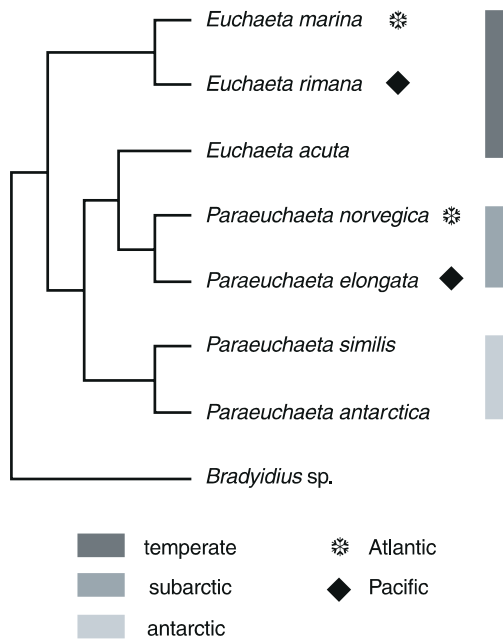 Euchaeta marina
Euchaeta rimana
Euchaeta acuta
Paraeuchaeta norvegica
Paraeuchaeta elongata
Paraeuchaeta similis
Paraeuchaeta antarctica
Bradyidius sp.
temperate Atlantic
subarctic Pacific
antarctic